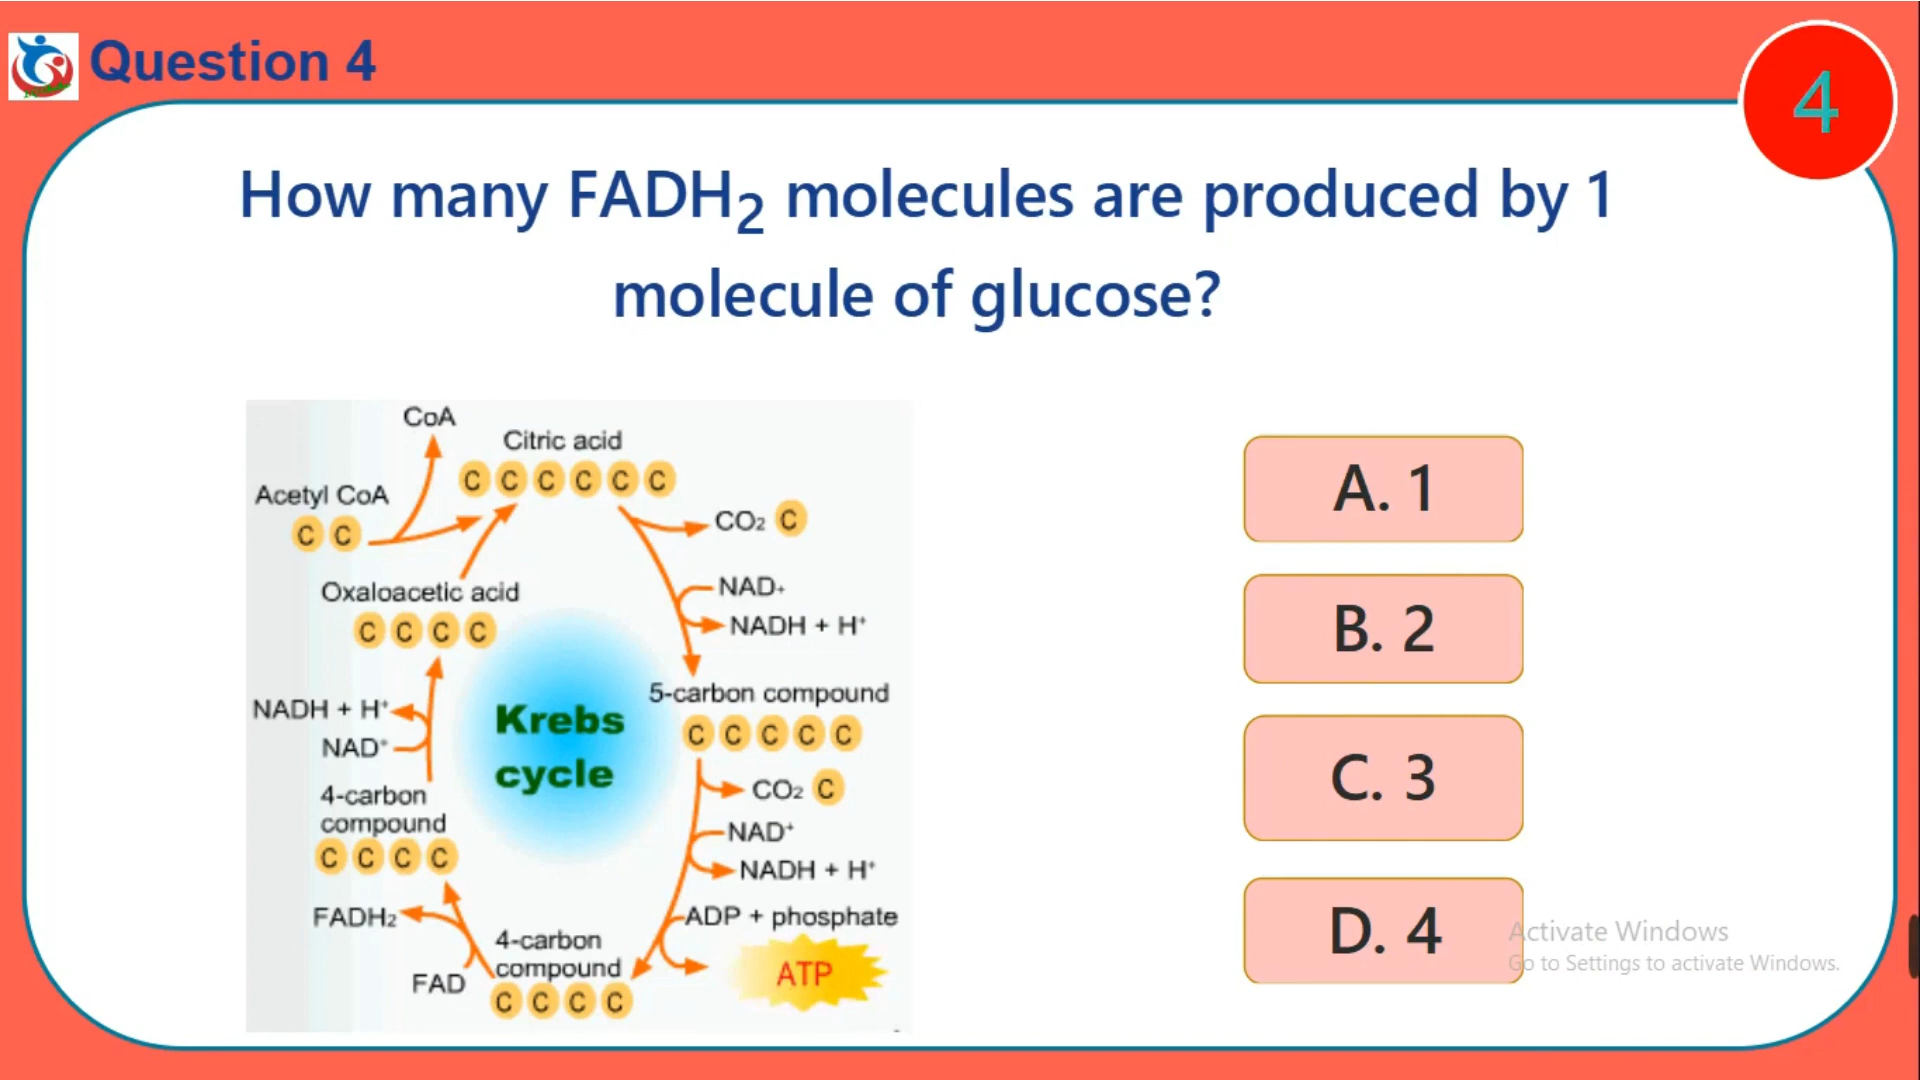 Question 4
4
How many FADH₂ molecules are produced by 1
molecule of glucose?
CoA
Citric acid
C C C C C C
Acetyl CoA
C C
CO₂ C
NAD+
NADH + H⁺
Oxaloacetic acid
C C C C
Krebs
cycle
5-carbon compound
C C C C C
NADH + H⁺
NAD⁺
CO₂ C
NAD⁺
NADH + H⁺
4-carbon
compound
C C C C
FADH₂
FAD
4-carbon
compound
C C C C
ADP + phosphate
ATP
A. 1
B. 2
C. 3
D. 4
Activate Windows
Go to Settings to activate Windows.